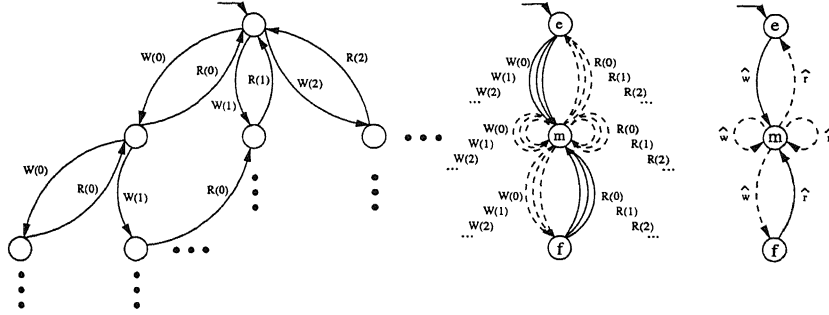 W(0)
R(0)
W(1)
R(1)
W(2)
R(2)
W(0)
R(0)
W(1)
R(0)
e
W(0)
W(1)
W(2)
...
R(0)
R(1)
R(2)
...
W(0)
W(1)
W(2)
...
m
R(0)
R(1)
R(2)
...
W(0)
W(1)
W(2)
...
R(0)
R(1)
R(2)
...
f
e
ŵ
r̂
ŵ
m
r̂
ŵ
r̂
f